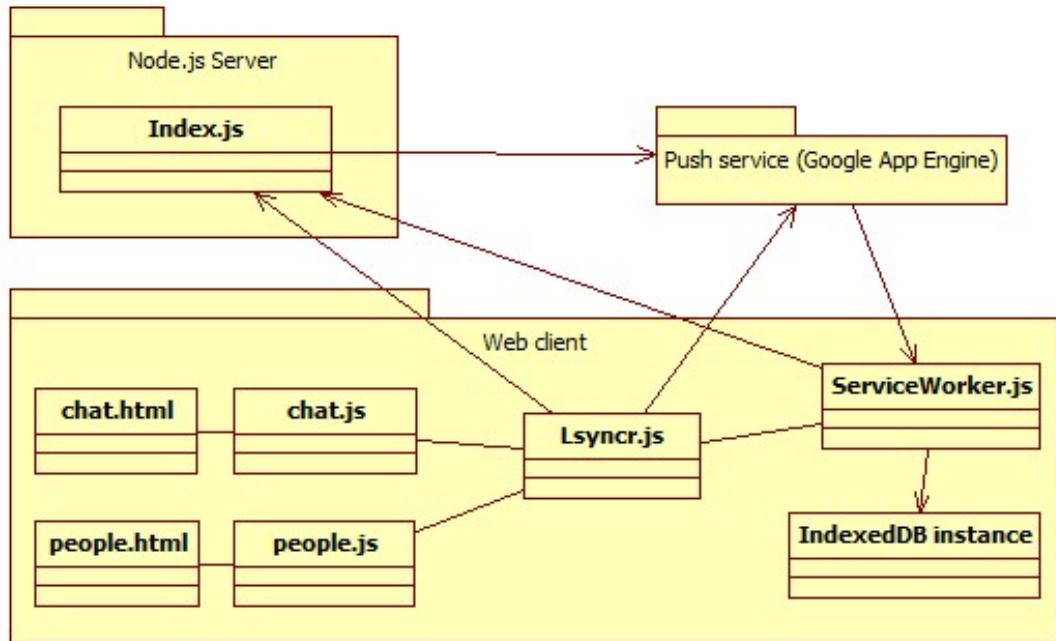 Node.js Server
Index.js
Push service (Google App Engine)
Web client
ServiceWorker.js
chat.html
chat.js
Lsyncr.js
people.html
people.js
IndexedDB instance